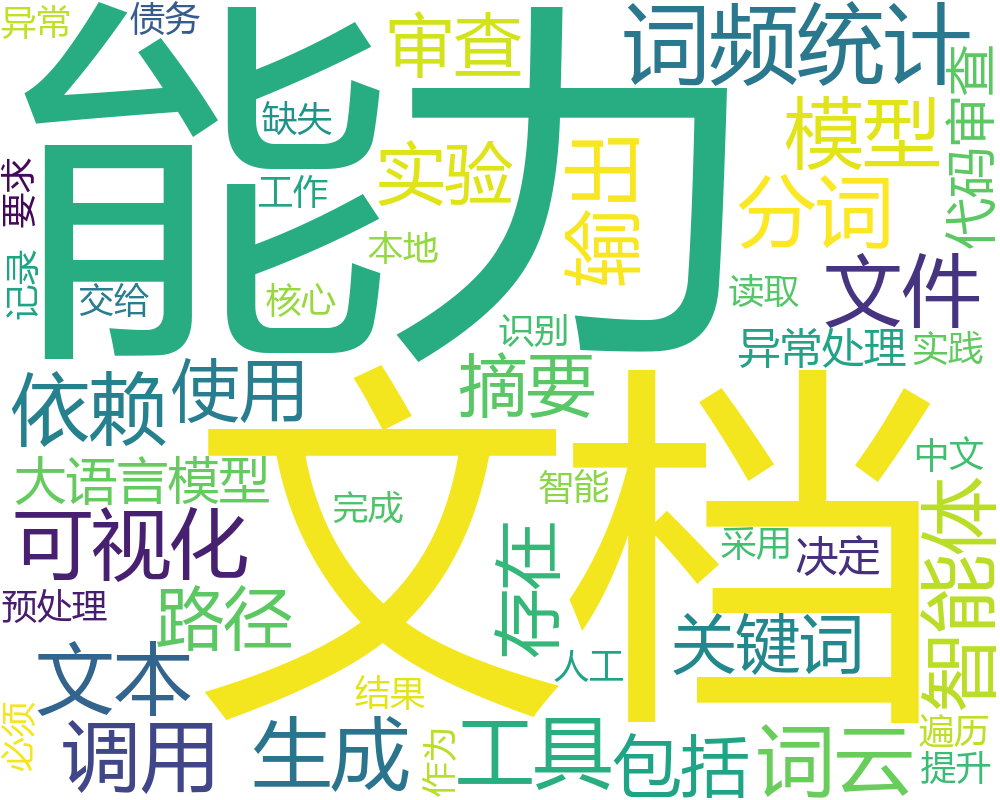 异常
债务
能力
审查
词频统计
缺失
工作
实验
输出
模型
分词
代码审查
要求
记录
交给
核心
本地
读取
文件
识别
异常处理
实践
依赖
使用
摘要
文档
大语言模型
智能
中文
完成
可视化
存在
采用
决定
智能体
预处理
路径
关键词
文本
人工
结果
必须
调用
生成
作为
工具
包括
词云
遍历
提升